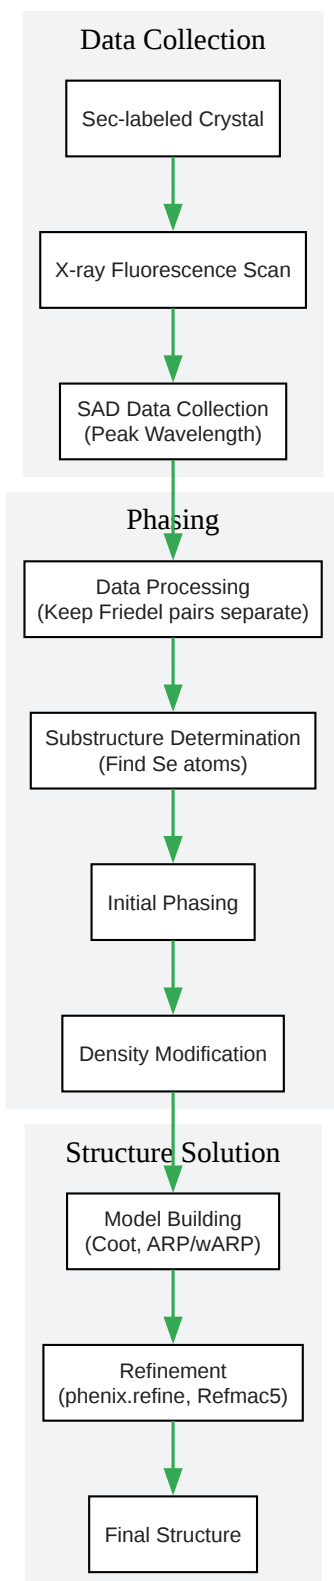 Data Collection
Sec-labeled Crystal
X-ray Fluorescence Scan
SAD Data Collection
(Peak Wavelength)
Phasing
Data Processing
(Keep Friedel pairs separate)
Substructure Determination
(Find Se atoms)
Initial Phasing
Density Modification
Structure Solution
Model Building
(Coot, ARP/wARP)
Refinement
(phenix.refine, Refmac5)
Final Structure